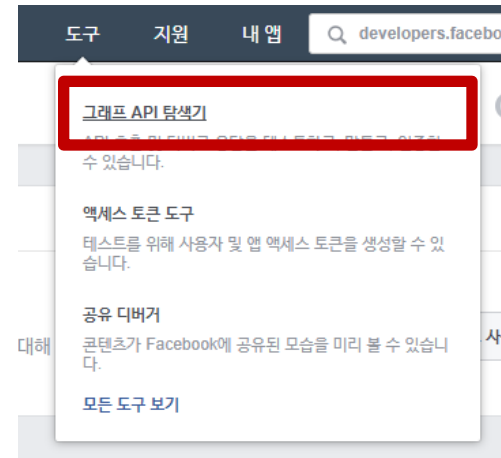 도구 지원 내 앱 developers.facebo
그래프 API 탐색기
수 있습니다.
액세스 토큰 도구
테스트를 위해 사용자 및 앱 액세스 토큰을 생성할 수 있
습니다.
공유 디버거
대해
콘텐츠가 Facebook에 공유된 모습을 미리 볼 수 있습니
다.
사
모든 도구 보기